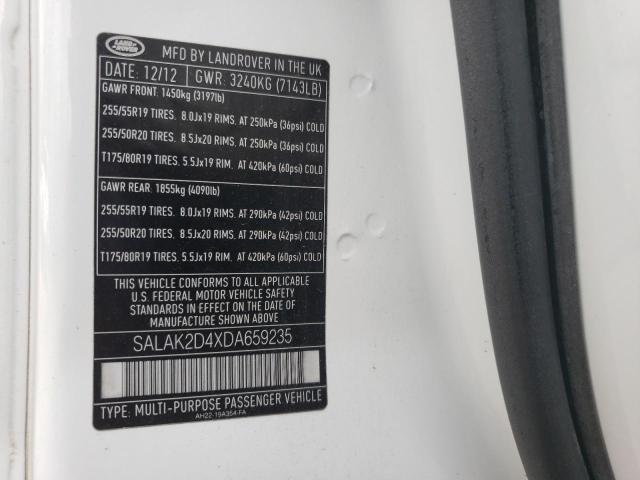 LAND ROVER
MFD BY LANDROVER IN THE UK
DATE: 12/12 GWR: 3240KG (7143LB)
GAWR FRONT: 1450kg (3197lb)
255/55R19 TIRES. 8.0Jx19 RIMS. AT 250kPa (36psi) COLD
255/50R20 TIRES. 8.5Jx20 RIMS. AT 250kPa (36psi) COLD
T175/80R19 TIRES. 5.5Jx19 RIM. AT 420kPa (60psi) COLD
GAWR REAR: 1855kg (4090lb)
255/55R19 TIRES. 8.0Jx19 RIMS. AT 290kPa (42psi) COLD
255/50R20 TIRES. 8.5Jx20 RIMS. AT 290kPa (42psi) COLD
T175/80R19 TIRES. 5.5Jx19 RIM. AT 420kPa (60psi) COLD
THIS VEHICLE CONFORMS TO ALL APPLICABLE
U.S. FEDERAL MOTOR VEHICLE SAFETY
STANDARDS IN EFFECT ON THE DATE OF
MANUFACTURE SHOWN ABOVE
SALAK2D4XDA659235
TYPE: MULTI-PURPOSE PASSENGER VEHICLE
AH22-19A354-FA